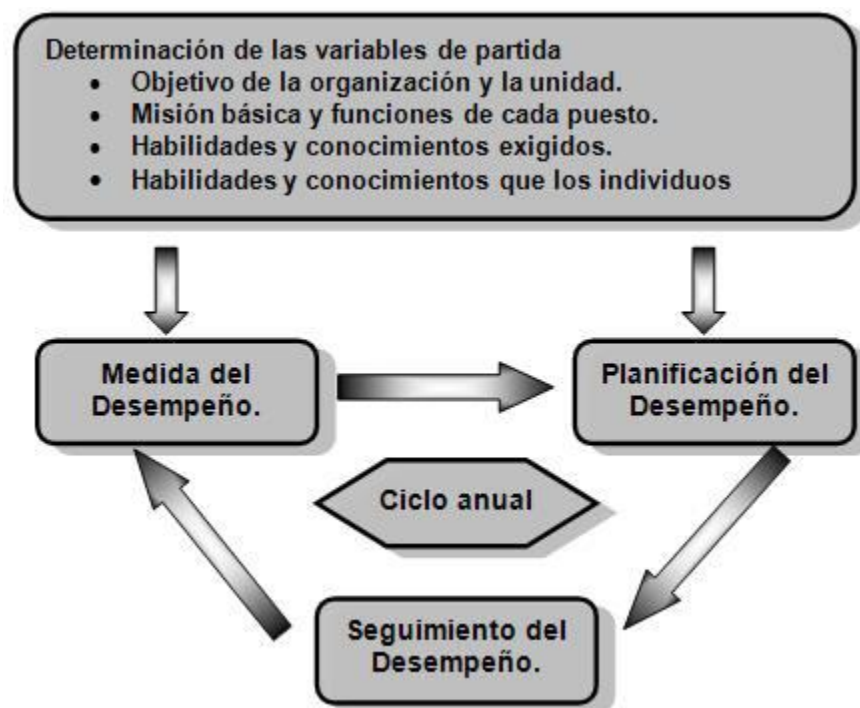 Determinación de las variables de partida
• Objetivo de la organización y la unidad.
• Misión básica y funciones de cada puesto.
• Habilidades y conocimientos exigidos.
• Habilidades y conocimientos que los individuos
Medida del
Desempeño.
Planificación del
Desempeño.
Ciclo anual
Seguimiento del
Desempeño.